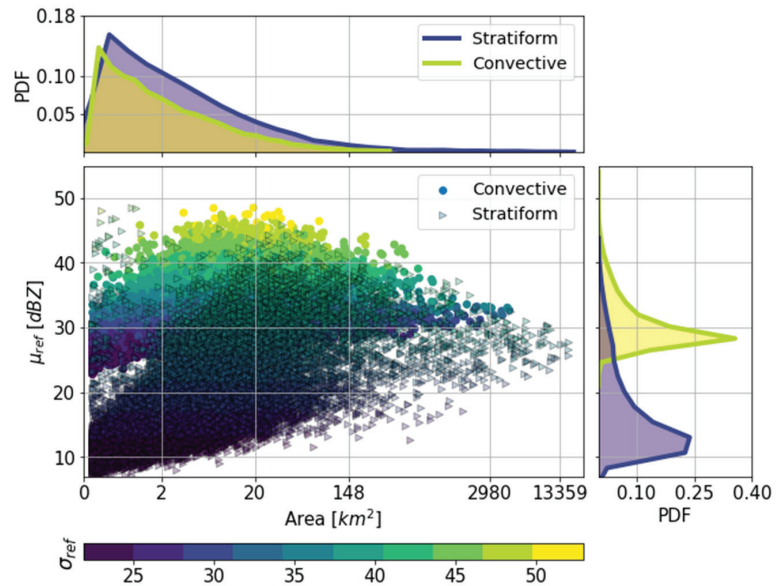 0.18
0.10
0.05
PDF
Stratiform
Convective
50
40
30
20
10
μref [dBZ]
Convective
Stratiform
0 2 20 148 2980 13359
Area [km²]
0.10 0.25 0.40
PDF
σref
25 30 35 40 45 50